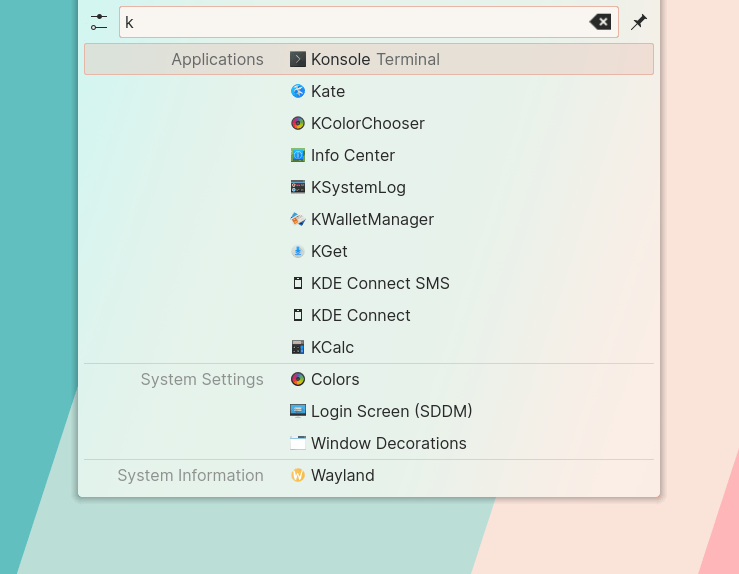 k
Applications Konsole Terminal
Kate
KColorChooser
Info Center
KSystemLog
KWalletManager
KGet
KDE Connect SMS
KDE Connect
KCalc
System Settings Colors
Login Screen (SDDM)
Window Decorations
System Information Wayland